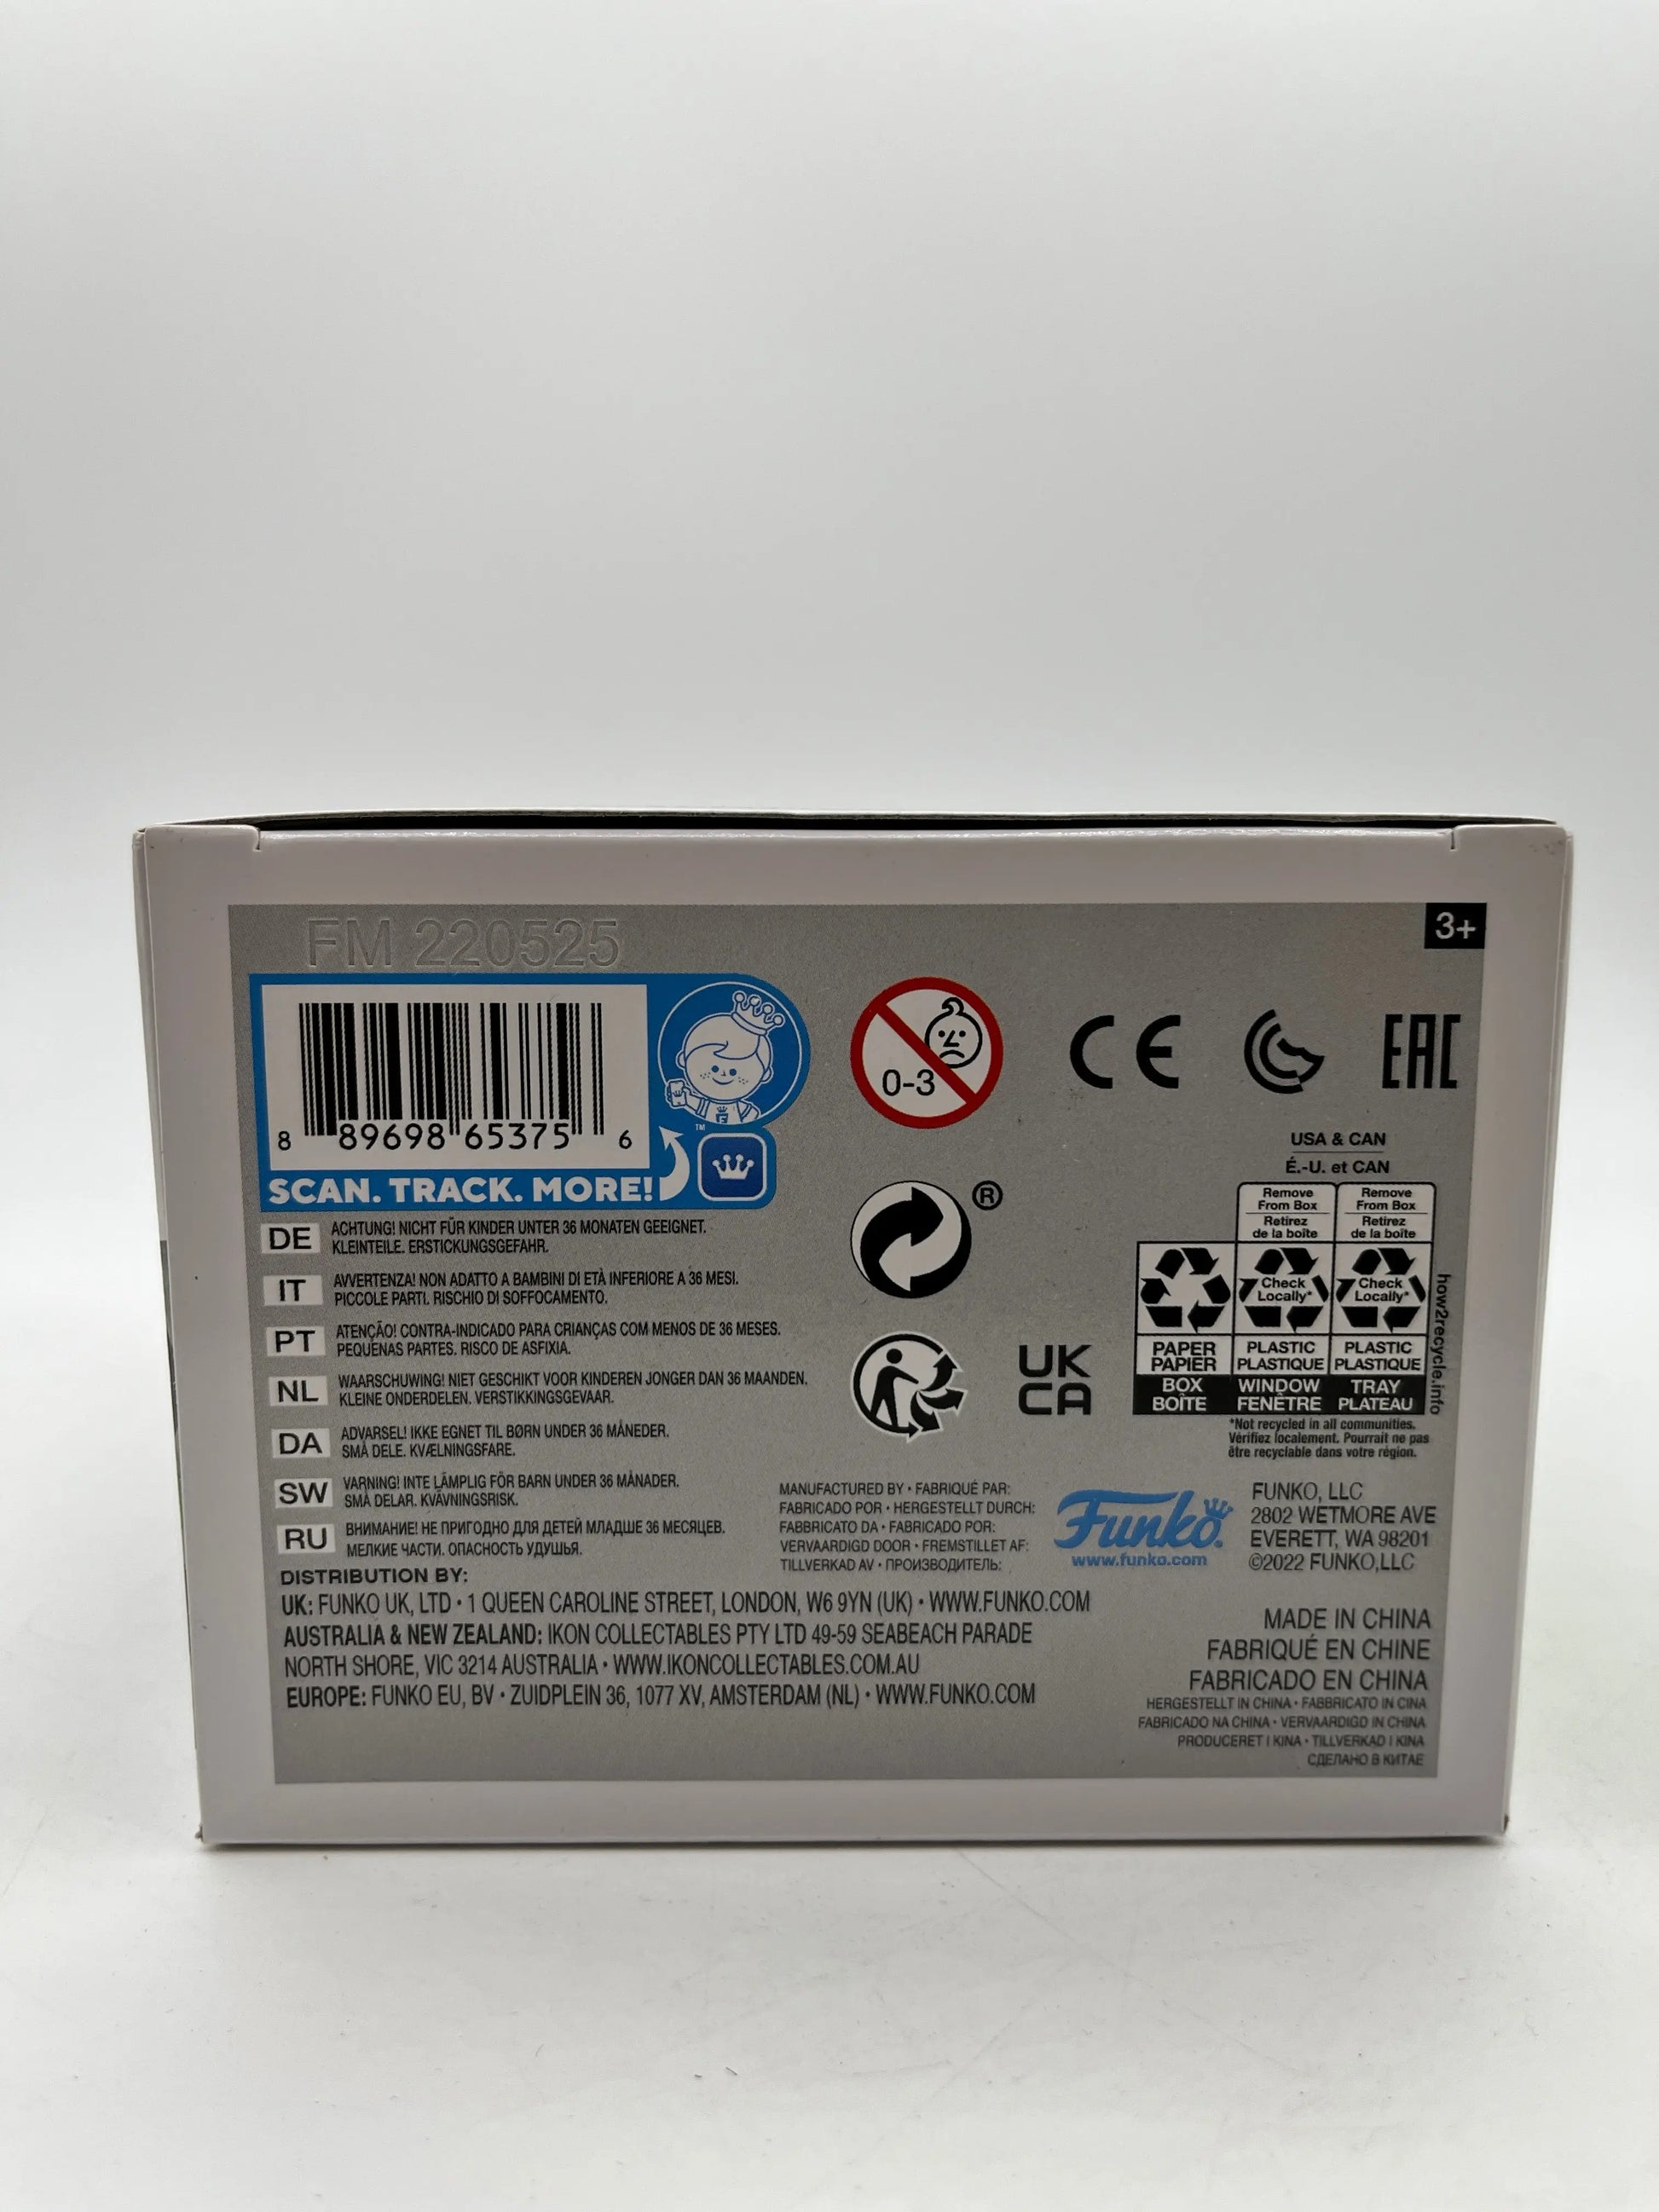 FM 220525
3+
8 89698 65375 6
™
SCAN. TRACK. MORE!
0-3
CE
EAC
USA & CAN
É.-U. et CAN
Remove From Box
Retirez de la boîte
Remove From Box
Retirez de la boîte
Check Locally*
Check Locally*
PAPER PAPIER
PLASTIC PLASTIQUE
PLASTIC PLASTIQUE
BOX BOÎTE
WINDOW FENÊTRE
TRAY PLATEAU
how2recycle.info
*Not recycled in all communities.
Vérifiez localement. Pourrait ne pas
être recyclable dans votre région.
®
UK
CA
DE ACHTUNG! NICHT FÜR KINDER UNTER 36 MONATEN GEEIGNET.
KLEINTEILE. ERSTICKUNGSGEFAHR.
IT AVVERTENZA! NON ADATTO A BAMBINI DI ETÀ INFERIORE A 36 MESI.
PICCOLE PARTI. RISCHIO DI SOFFOCAMENTO.
PT ATENÇÃO! CONTRA-INDICADO PARA CRIANÇAS COM MENOS DE 36 MESES.
PEQUENAS PARTES. RISCO DE ASFIXIA.
NL WAARSCHUWING! NIET GESCHIKT VOOR KINDEREN JONGER DAN 36 MAANDEN.
KLEINE ONDERDELEN. VERSTIKKINGSGEVAAR.
DA ADVARSEL! IKKE EGNET TIL BØRN UNDER 36 MÅNEDER.
SMÅ DELE. KVÆLNINGSFARE.
SW VARNING! INTE LÄMPLIG FÖR BARN UNDER 36 MÅNADER.
SMÅ DELAR. KVÄVNINGSRISK.
RU ВНИМАНИЕ! НЕ ПРИГОДНО ДЛЯ ДЕТЕЙ МЛАДШЕ 36 МЕСЯЦЕВ.
МЕЛКИЕ ЧАСТИ. ОПАСНОСТЬ УДУШЬЯ.
MANUFACTURED BY • FABRIQUÉ PAR:
FABRICADO POR • HERGESTELLT DURCH:
FABBRICATO DA • FABRICADO POR:
VERVAARDIGD DOOR • FREMSTILLET AF:
TILLVERKAD AV • ПРОИЗВОДИТЕЛЬ:
Funko
www.funko.com
FUNKO, LLC
2802 WETMORE AVE
EVERETT, WA 98201
©2022 FUNKO,LLC
DISTRIBUTION BY:
UK: FUNKO UK, LTD • 1 QUEEN CAROLINE STREET, LONDON, W6 9YN (UK) • WWW.FUNKO.COM
AUSTRALIA & NEW ZEALAND: IKON COLLECTABLES PTY LTD 49-59 SEABEACH PARADE
NORTH SHORE, VIC 3214 AUSTRALIA • WWW.IKONCOLLECTABLES.COM.AU
EUROPE: FUNKO EU, BV • ZUIDPLEIN 36, 1077 XV, AMSTERDAM (NL) • WWW.FUNKO.COM
MADE IN CHINA
FABRIQUÉ EN CHINE
FABRICADO EN CHINA
HERGESTELLT IN CHINA • FABBRICATO IN CINA
FABRICADO NA CHINA • VERVAARDIGD IN CHINA
PRODUCERET I KINA • TILLVERKAD I KINA
СДЕЛАНО В КИТАЕ